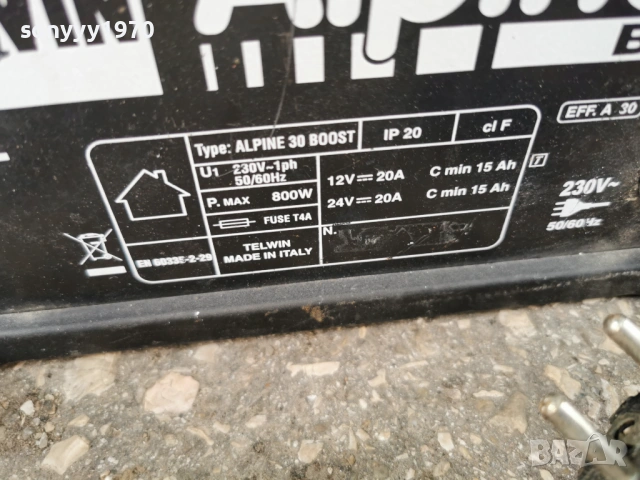 sonyyy1970
Alpine
EFF. A 30
Type: ALPINE 30 BOOST
IP 20
cl F
U1 230V~1ph
50/60Hz
P. MAX 800W
FUSE T4A
12V 20A C min 15 Ah
24V 20A C min 15 Ah
T
230V~
50/60Hz
EN 60335-2-29
TELWIN
MADE IN ITALY
N.
BAZAR